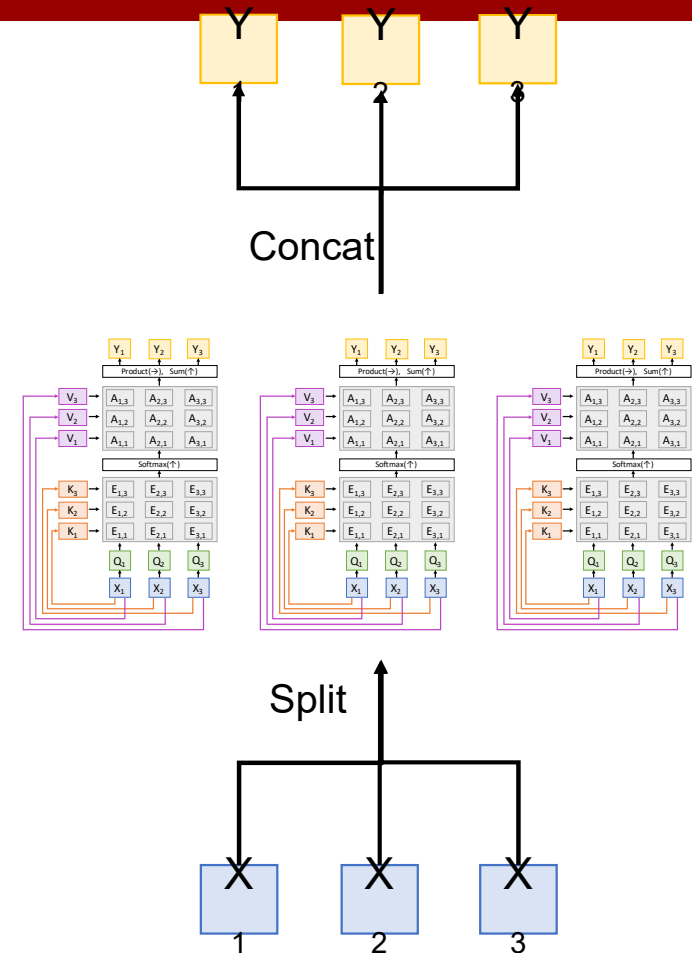 Y Y Y
1 2 3
Concat
Y₁ Y₂ Y₃ Y₁ Y₂ Y₃ Y₁ Y₂ Y₃
Product(→), Sum(↑) Product(→), Sum(↑) Product(→), Sum(↑)
V₃ A₁,₃ A₂,₃ A₃,₃ V₃ A₁,₃ A₂,₃ A₃,₃ V₃ A₁,₃ A₂,₃ A₃,₃
V₂ A₁,₂ A₂,₂ A₃,₂ V₂ A₁,₂ A₂,₂ A₃,₂ V₂ A₁,₂ A₂,₂ A₃,₂
V₁ A₁,₁ A₂,₁ A₃,₁ V₁ A₁,₁ A₂,₁ A₃,₁ V₁ A₁,₁ A₂,₁ A₃,₁
Softmax(↑) Softmax(↑) Softmax(↑)
K₃ E₁,₃ E₂,₃ E₃,₃ K₃ E₁,₃ E₂,₃ E₃,₃ K₃ E₁,₃ E₂,₃ E₃,₃
K₂ E₁,₂ E₂,₂ E₃,₂ K₂ E₁,₂ E₂,₂ E₃,₂ K₂ E₁,₂ E₂,₂ E₃,₂
K₁ E₁,₁ E₂,₁ E₃,₁ K₁ E₁,₁ E₂,₁ E₃,₁ K₁ E₁,₁ E₂,₁ E₃,₁
Q₁ Q₂ Q₃ Q₁ Q₂ Q₃ Q₁ Q₂ Q₃
X₁ X₂ X₃ X₁ X₂ X₃ X₁ X₂ X₃
Split
X X X
1 2 3